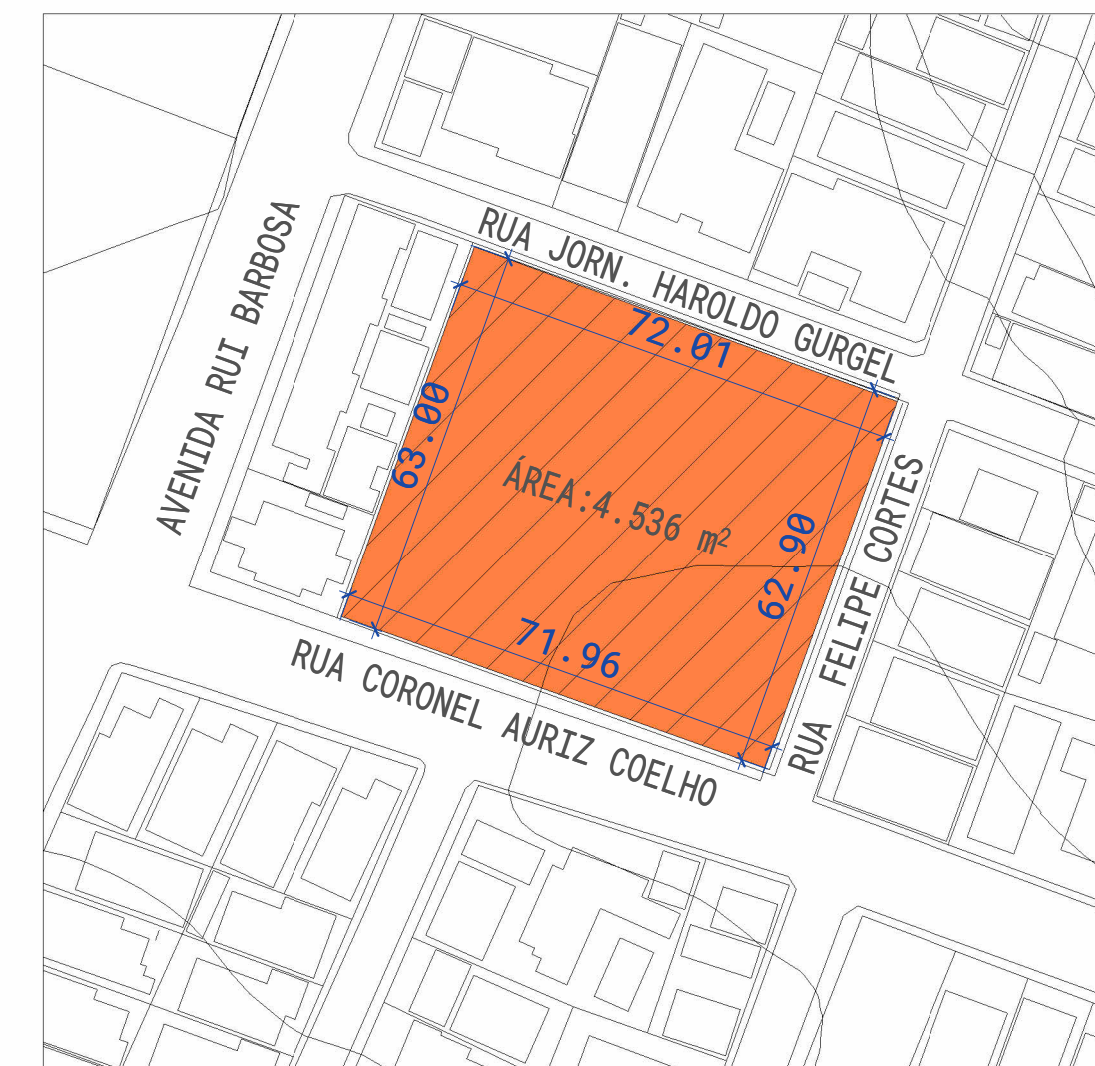 RUA JORN. HAROLDO GURGEL
AVENIDA RUI BARBOSA
72.01
63.00
ÁREA:4.536 m²
62.90
RUA FELIPE CORTES
71.96
RUA CORONEL AURIZ COELHO